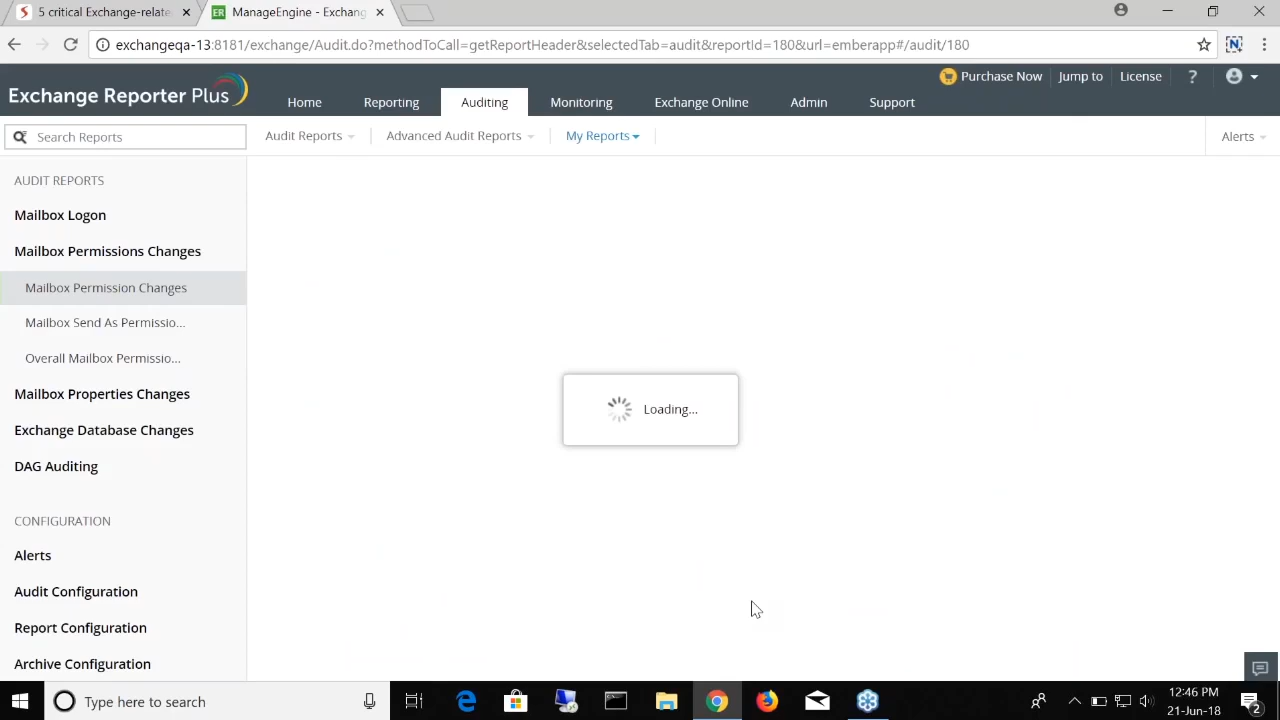 5 critical Exchange-relate
ManageEngine - Exchang
exchangeqa-13:8181/exchange/Audit.do?methodToCall=getReportHeader&selectedTab=audit&reportId=180&url=emberapp#/audit/180
Exchange Reporter Plus
Purchase Now
Jump to
License
?
Home
Reporting
Auditing
Monitoring
Exchange Online
Admin
Support
Search Reports
Audit Reports
Advanced Audit Reports
My Reports
Alerts
AUDIT REPORTS
Mailbox Logon
Mailbox Permissions Changes
Mailbox Permission Changes
Mailbox Send As Permissio...
Overall Mailbox Permissio...
Mailbox Properties Changes
Exchange Database Changes
DAG Auditing
CONFIGURATION
Alerts
Audit Configuration
Report Configuration
Archive Configuration
Loading...
Type here to search
12:46 PM
21-Jun-18
2